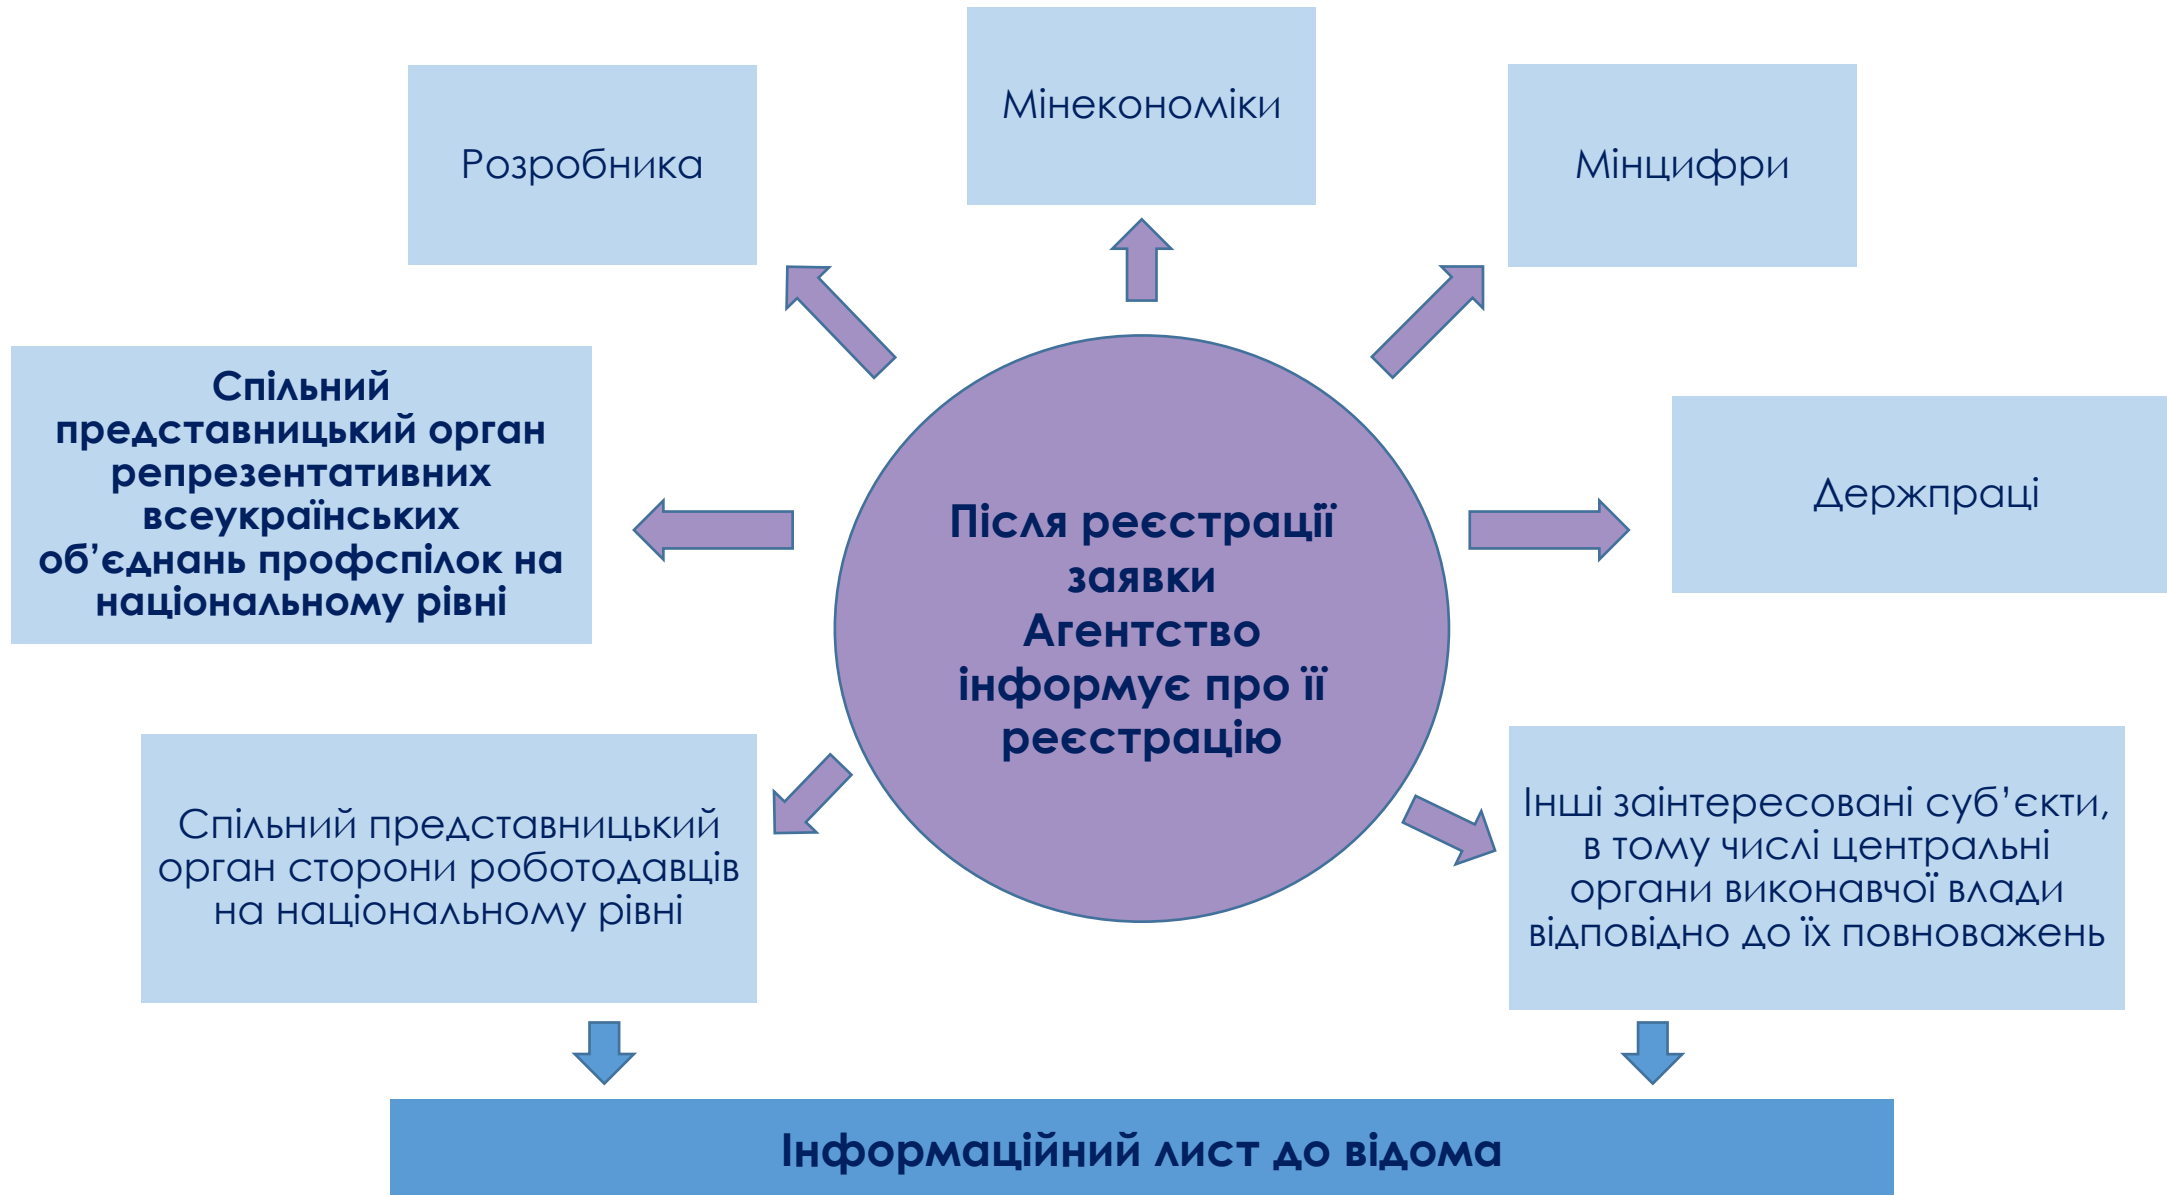 Мінекономіки
Розробника
Мінцифри
Спільний
представницький орган
репрезентативних
всеукраїнських
об’єднань профспілок на
національному рівні
Після реєстрації
заявки
Агентство
інформує про її
реєстрацію
Держпраці
Спільний представницький
орган сторони роботодавців
на національному рівні
Інші заінтересовані суб’єкти,
в тому числі центральні
органи виконавчої влади
відповідно до їх повноважень
Інформаційний лист до відома